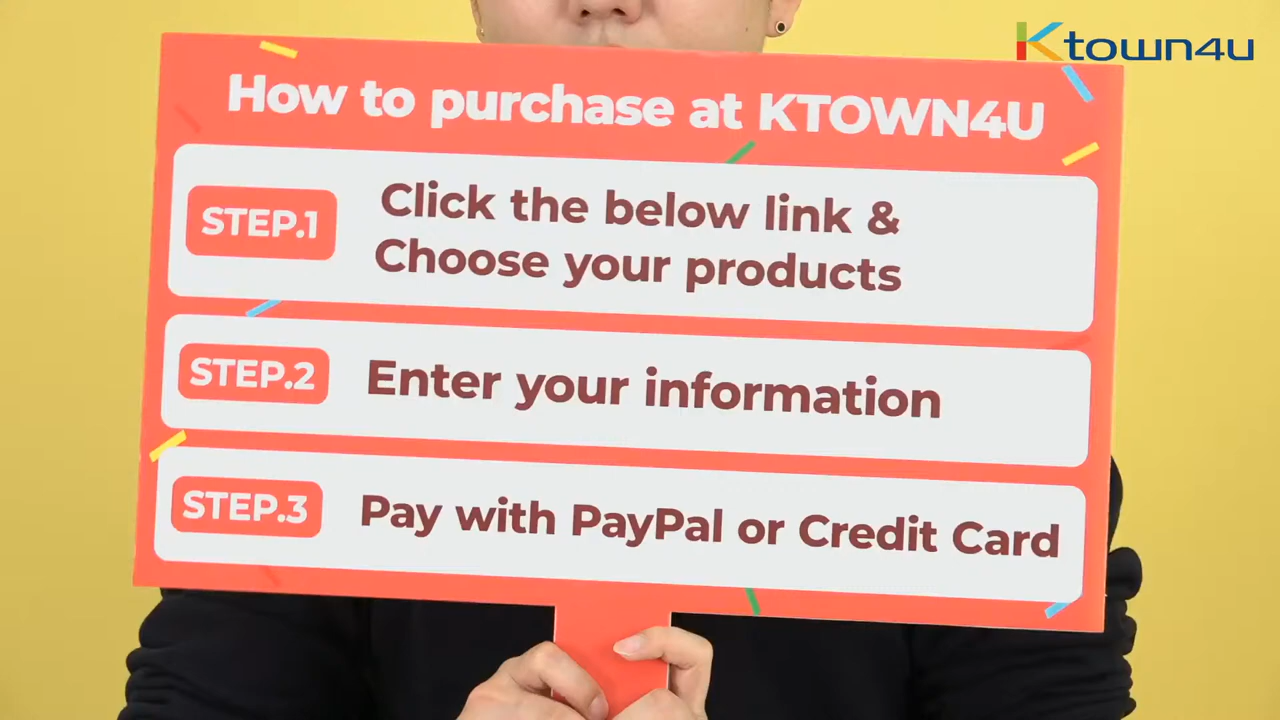 Ktown4u
How to purchase at KTOWN4U
STEP.1
Click the below link &
Choose your products
STEP.2
Enter your information
STEP.3
Pay with PayPal or Credit Card